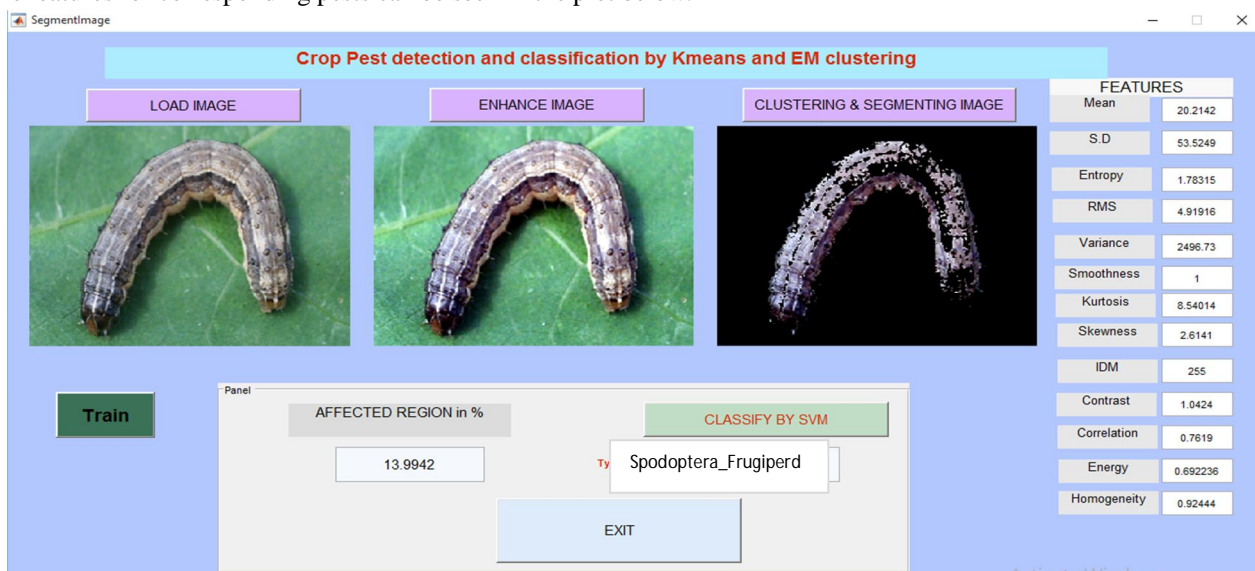 SegmentImage
Crop Pest detection and classification by Kmeans and EM clustering
LOAD IMAGE
ENHANCE IMAGE
CLUSTERING & SEGMENTING IMAGE
FEATURES
Mean 20.2142
S.D 53.5249
Entropy 1.78315
RMS 4.91916
Variance 2496.73
Smoothness 1
Kurtosis 8.54014
Skewness 2.6141
IDM 255
Contrast 1.0424
Correlation 0.7619
Energy 0.692236
Homogeneity 0.92444
Train
Panel
AFFECTED REGION in %
CLASSIFY BY SVM
13.9942
Ty
Spodoptera_Frugiperd
EXIT